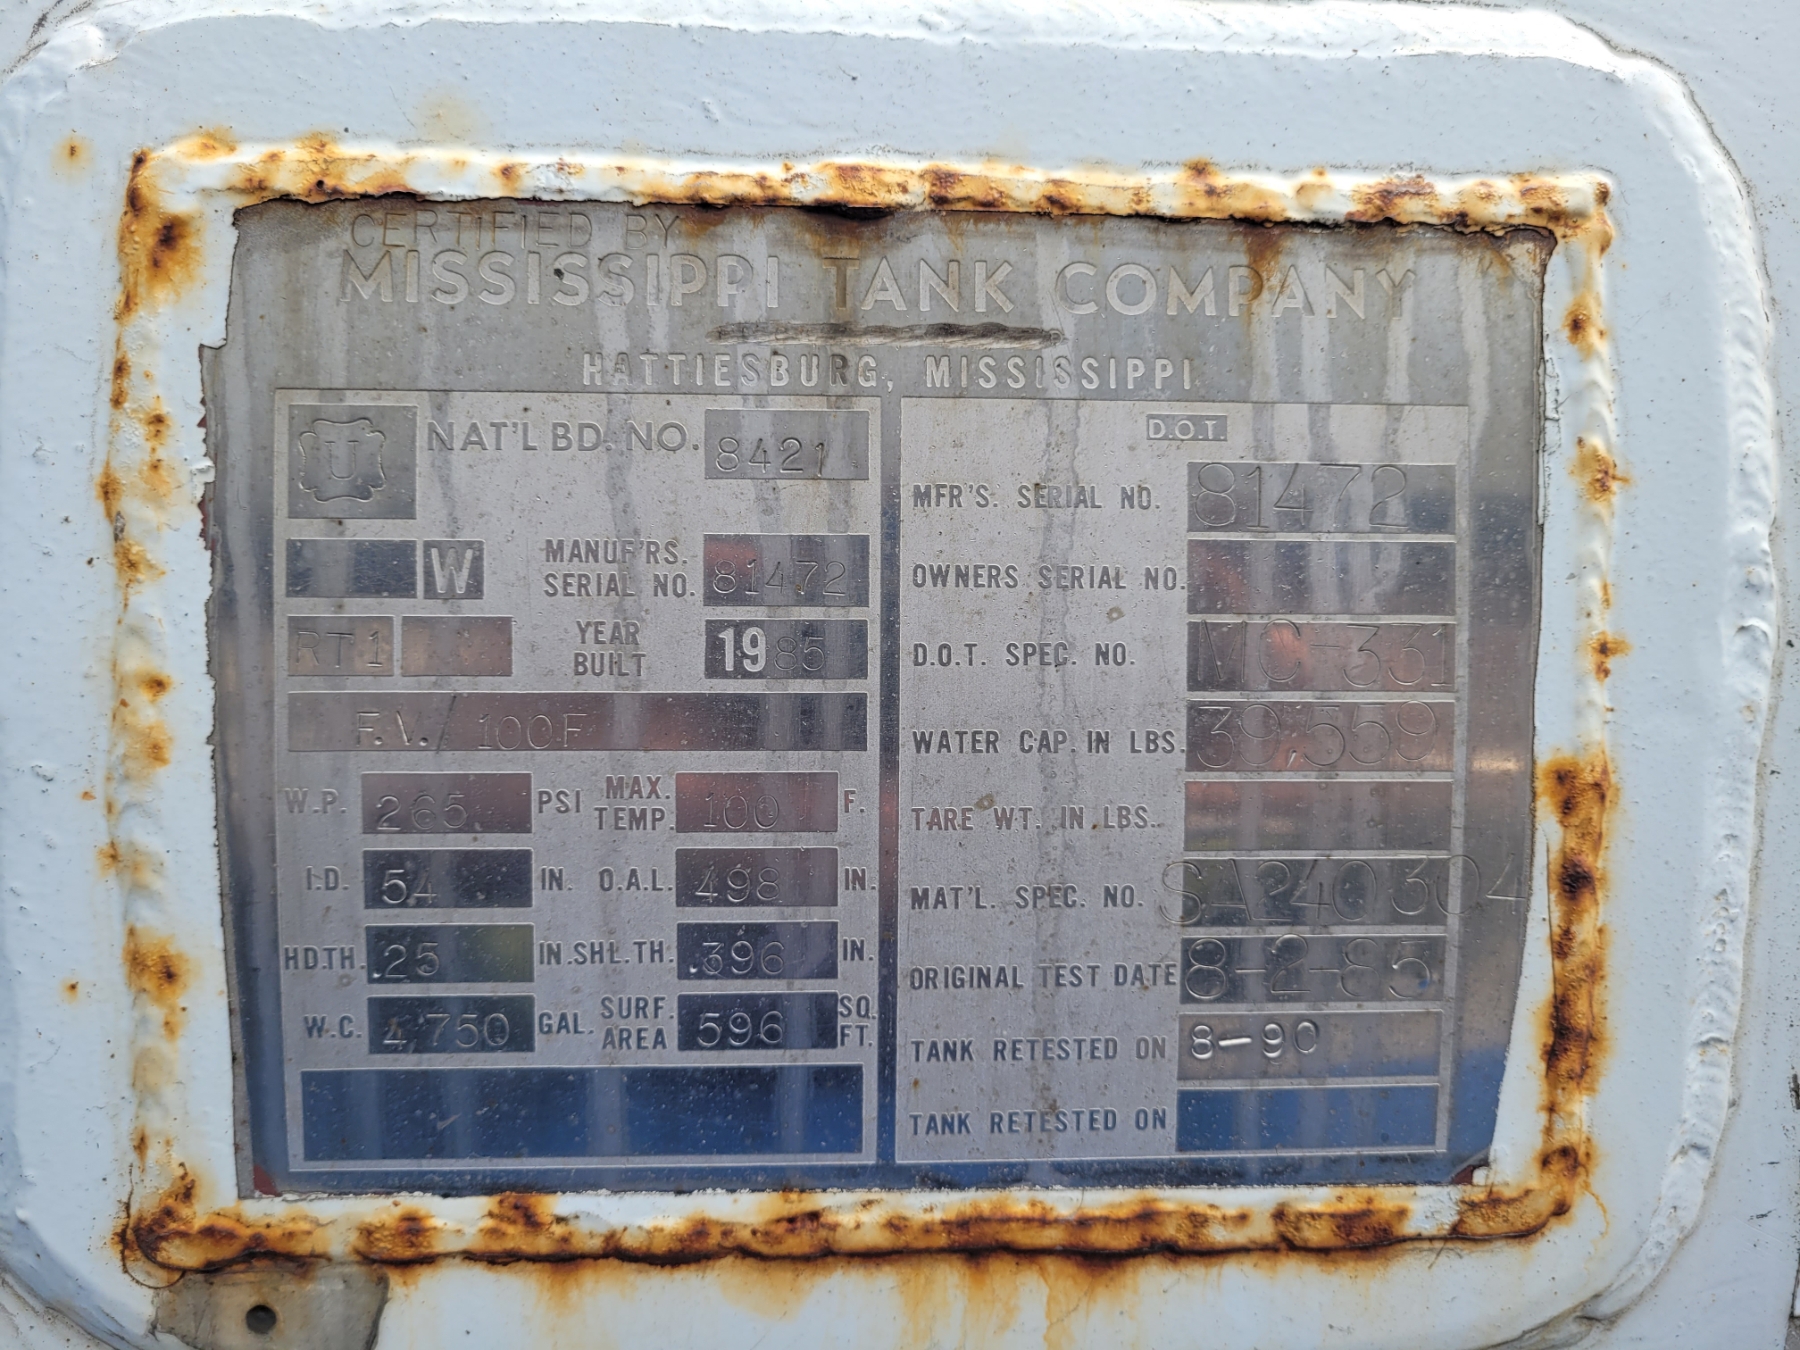 CERTIFIED BY
MISSISSIPPI TANK COMPANY
HATTIESBURG, MISSISSIPPI
U NAT'L BD. NO. 8421
W MANUF'RS. SERIAL NO. 81472
RT 1 YEAR BUILT 1985
F.V./ 100F
W.P. 265 PSI MAX. TEMP. 100 F.
I.D. 54 IN. O.A.L. 498 IN.
HD.TH. .25 IN. SHL.TH. .396 IN.
W.C. 4750 GAL. SURF. AREA 596 SQ. FT.
D.O.T.
MFR'S. SERIAL NO. 81472
OWNERS SERIAL NO.
D.O.T. SPEC. NO. MC-331
WATER CAP. IN LBS. 39,559
TARE WT. IN LBS.
MAT'L. SPEC. NO. SA240 304
ORIGINAL TEST DATE 8-2-85
TANK RETESTED ON 8-90
TANK RETESTED ON